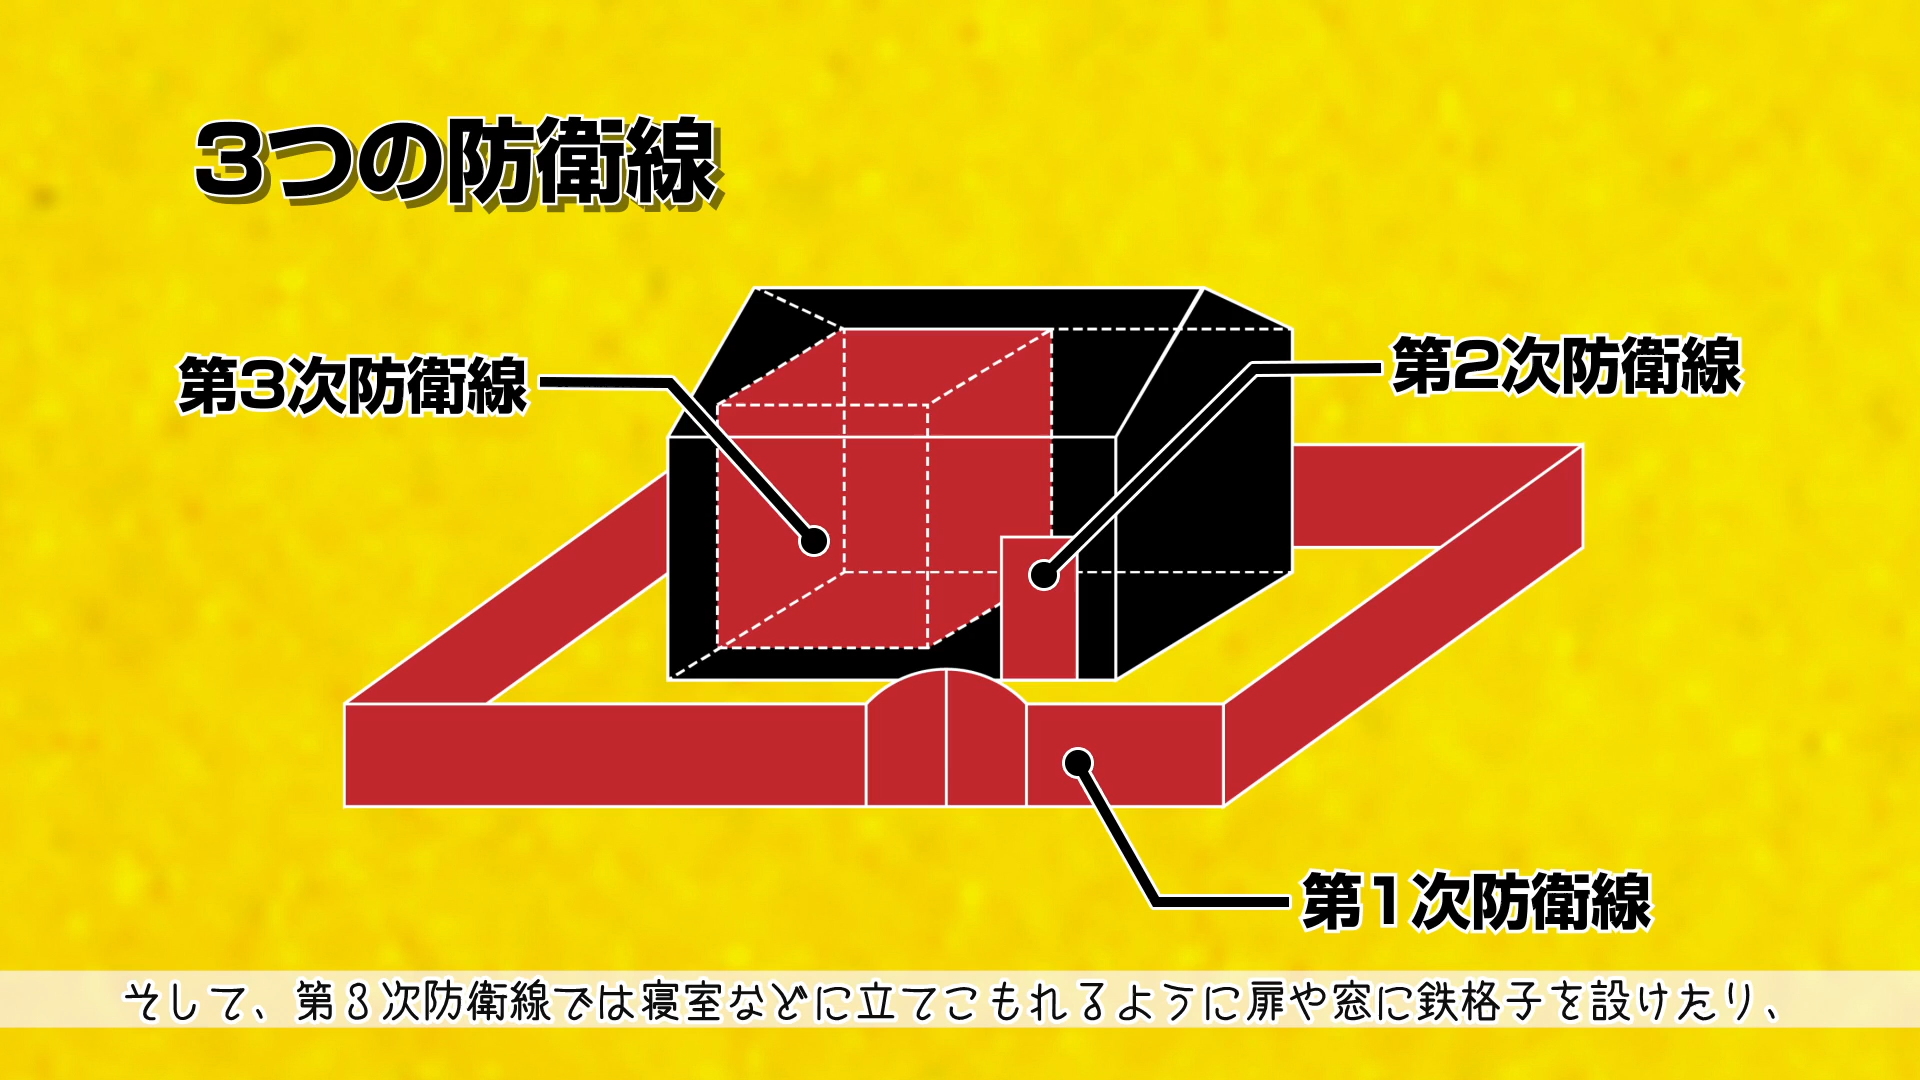 3つの防衛線
第3次防衛線
第2次防衛線
第1次防衛線
そして、第3次防衛線では寝室などに立てこもれるように扉や窓に鉄格子を設けたり、